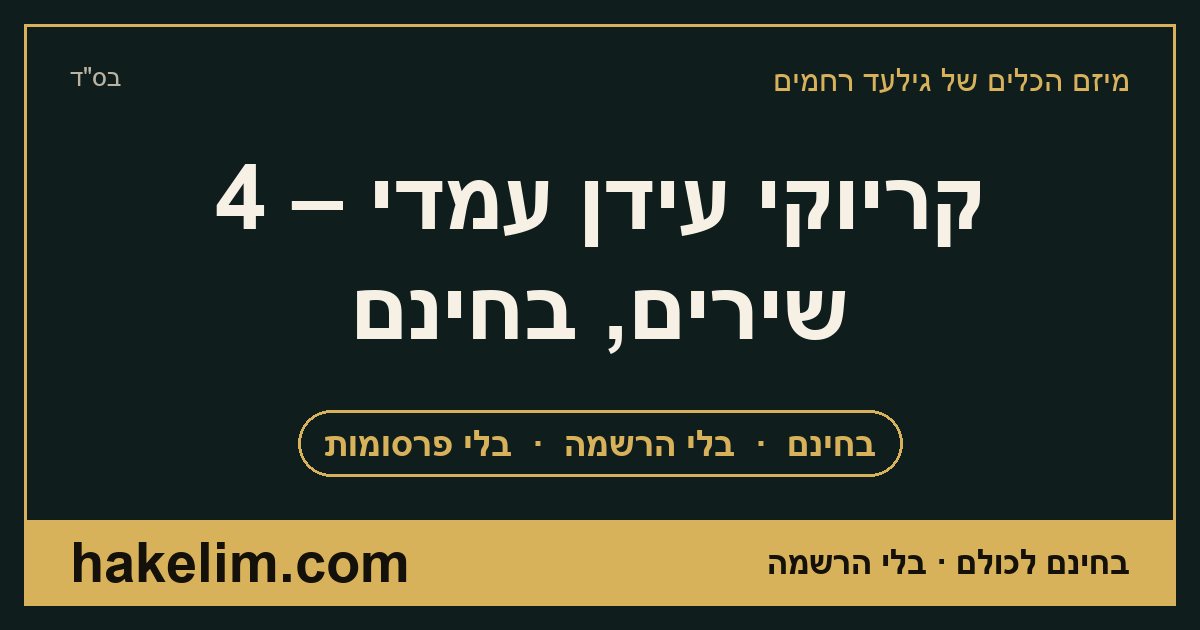 מיזם הכלים של גילעד רחמים
בס"ד
קריוקי עידן עמדי – 4
שירים, בחינם
בחינם · בלי הרשמה · בלי פרסומות
בחינם לכולם · בלי הרשמה
hakelim.com